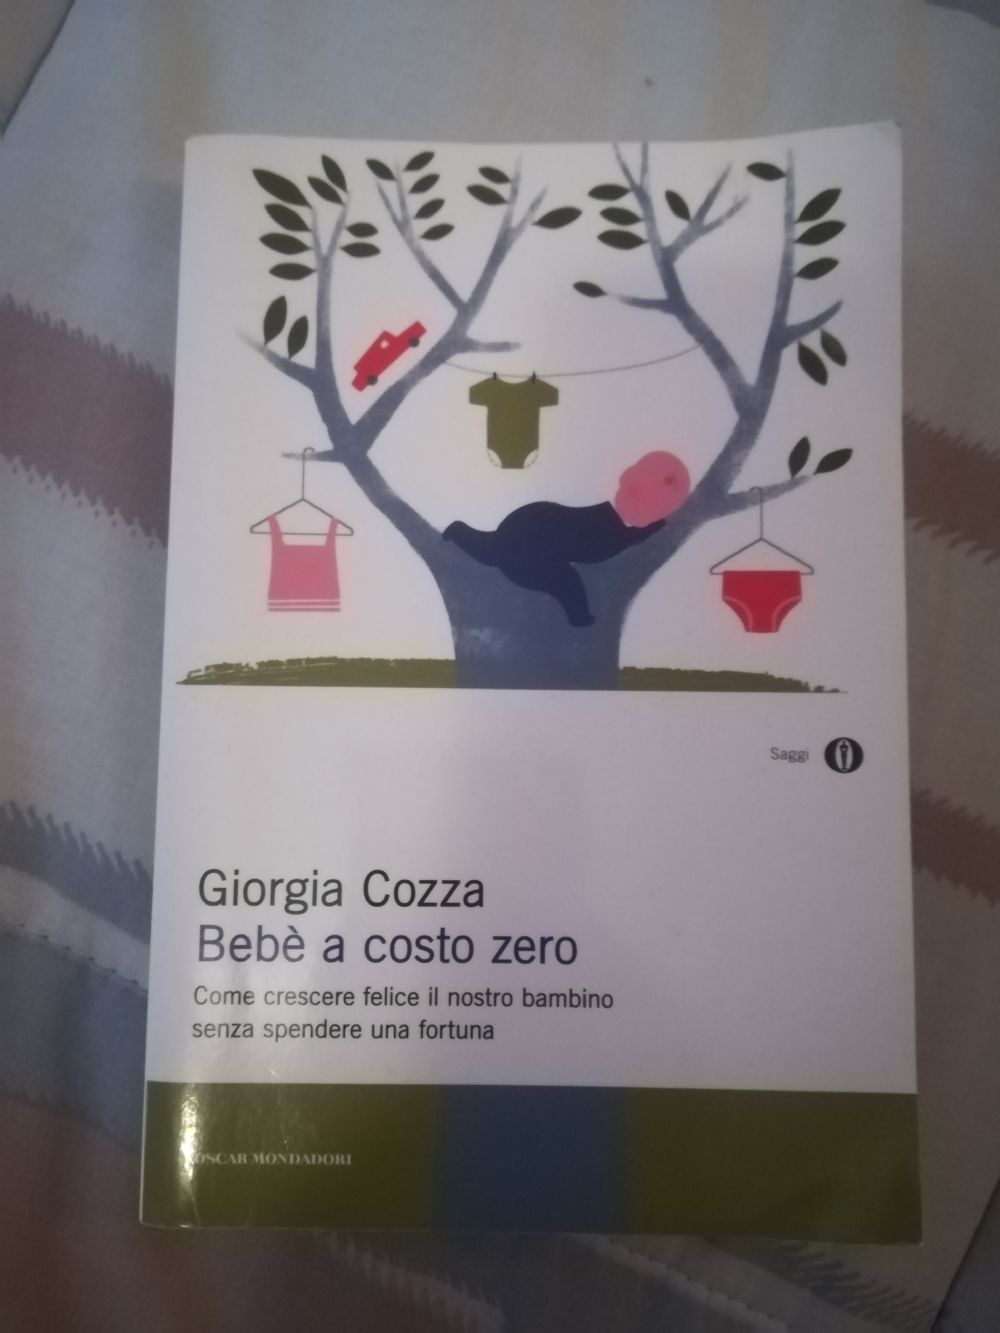 Saggi
Giorgia Cozza
Bebè a costo zero
Come crescere felice il nostro bambino
senza spendere una fortuna
OSCAR MONDADORI